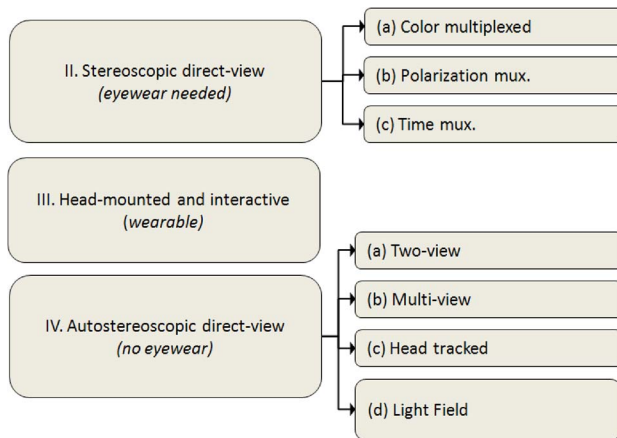 II. Stereoscopic direct-view
(eyewear needed)
(a) Color multiplexed
(b) Polarization mux.
(c) Time mux.
III. Head-mounted and interactive
(wearable)
IV. Autostereoscopic direct-view
(no eyewear)
(a) Two-view
(b) Multi-view
(c) Head tracked
(d) Light Field